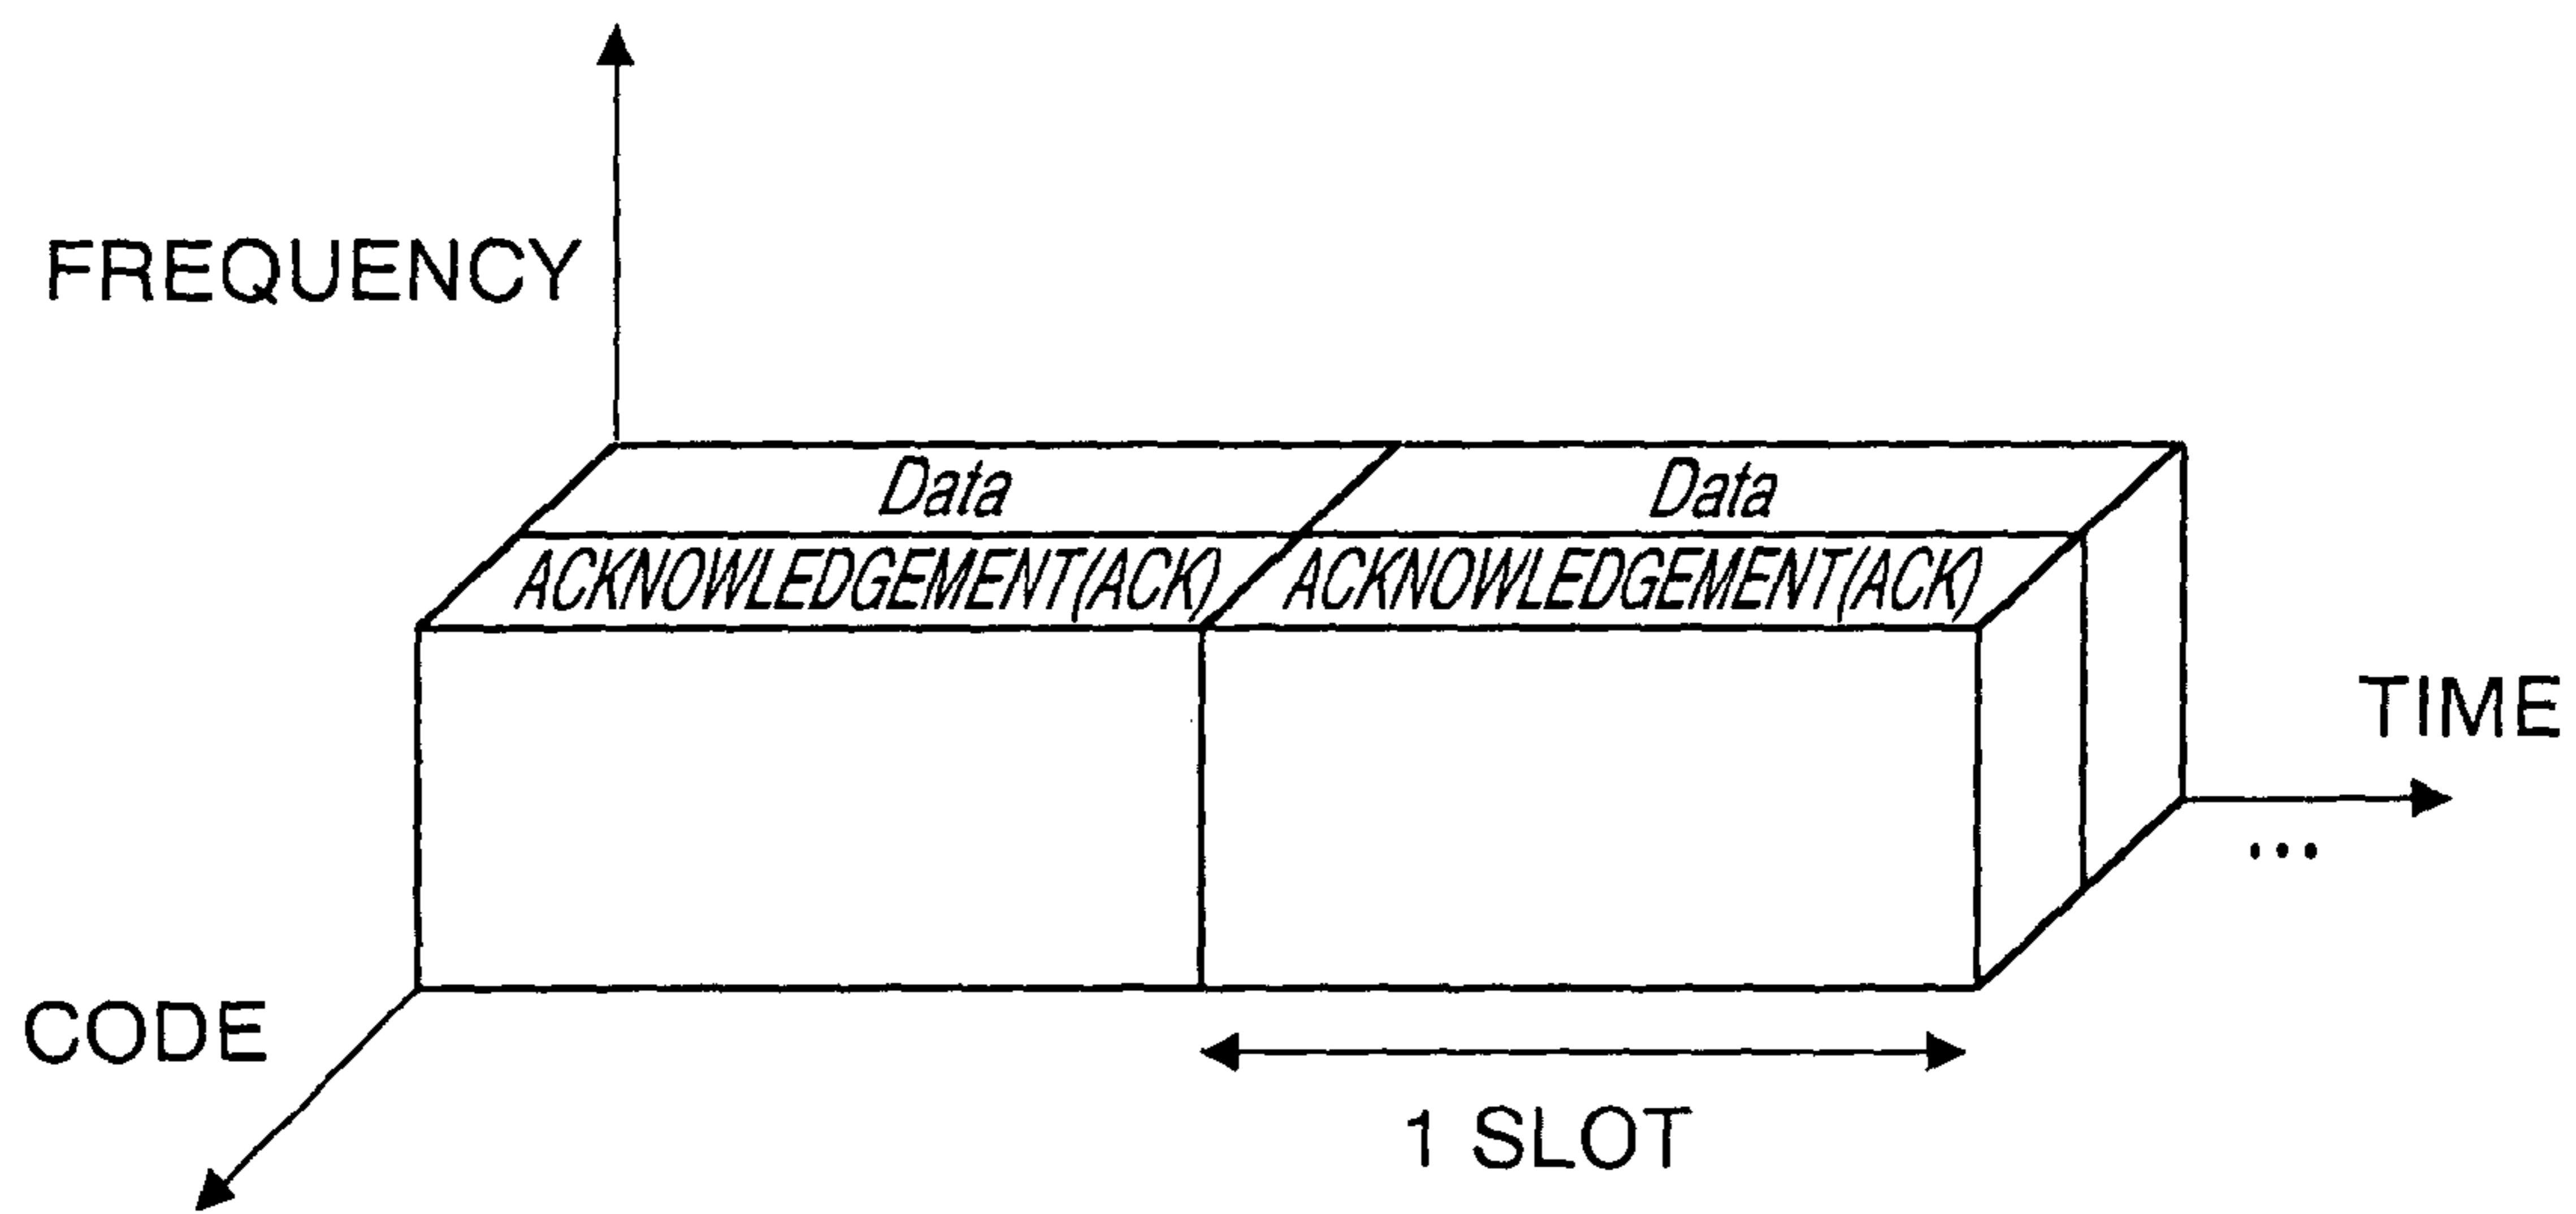 FREQUENCY
Data Data
ACKNOWLEDGEMENT(ACK) ACKNOWLEDGEMENT(ACK)
TIME
...
CODE
1 SLOT